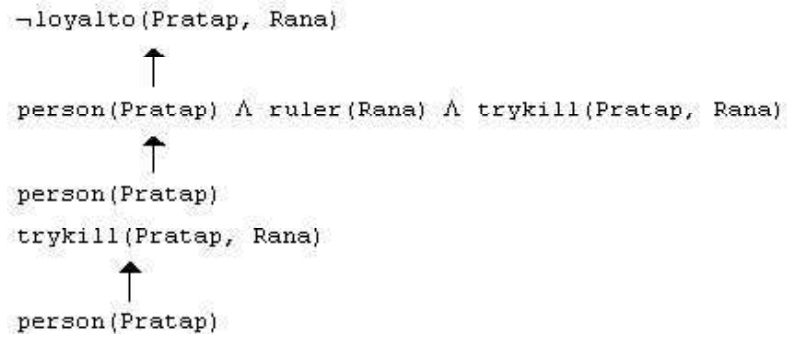 ¬loyalto(Pratap, Rana)
person(Pratap) Λ ruler(Rana) Λ trykill(Pratap, Rana)
person(Pratap)
trykill(Pratap, Rana)
person(Pratap)